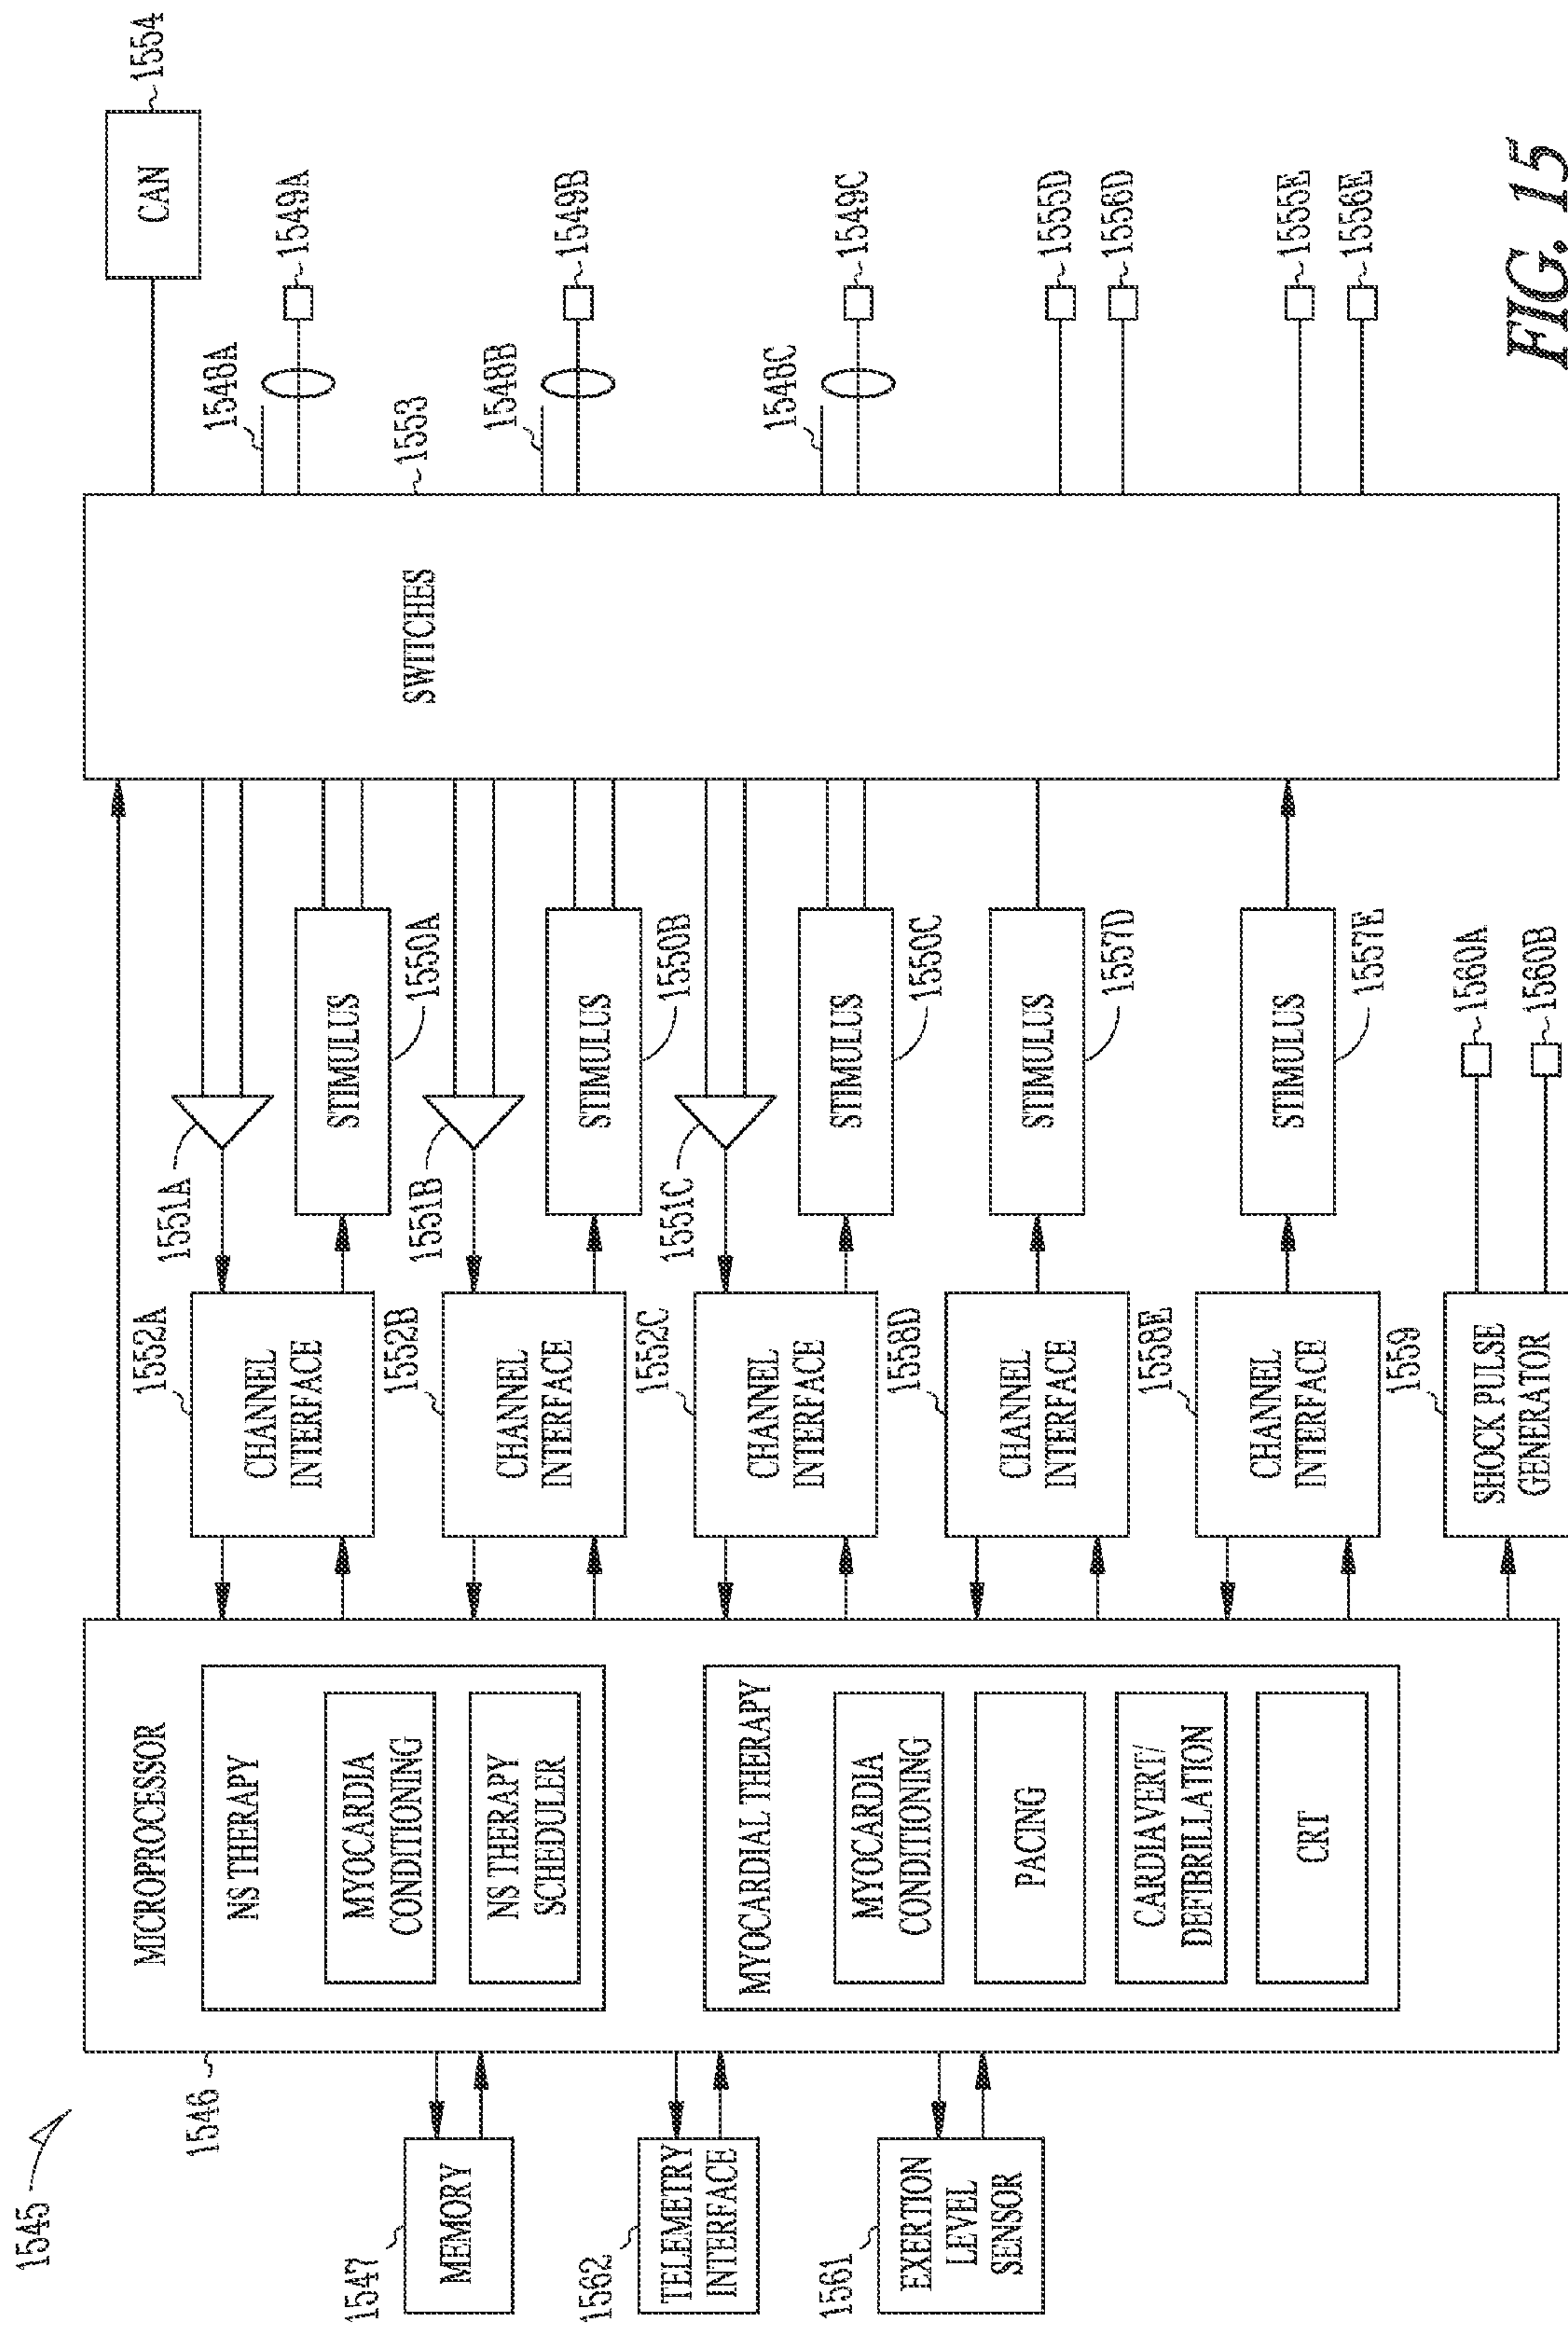 1545
1546
MICROPROCESSOR
NS THERAPY
MYOCARDIA
CONDITIONING
NS THERAPY
SCHEDULER
MYOCARDIAL THERAPY
MYOCARDIA
CONDITIONING
PACING
CARDIAVERT/
DEFIBRILLATION
CRT
1547
MEMORY
1562
TELEMETRY
INTERFACE
1561
EXERTION
LEVEL
SENSOR
1552A
CHANNEL
INTERFACE
1552B
CHANNEL
INTERFACE
1552C
CHANNEL
INTERFACE
1558D
CHANNEL
INTERFACE
1558E
CHANNEL
INTERFACE
1559
SHOCK PULSE
GENERATOR
1551A
STIMULUS
1550A
1551B
STIMULUS
1550B
1551C
STIMULUS
1550C
STIMULUS
1557D
STIMULUS
1557E
1560A
1560B
SWITCHES
1553
CAN
1554
1548A
1549A
1548B
1549B
1548C
1549C
1555D
1556D
1555E
1556E
FIG. 15